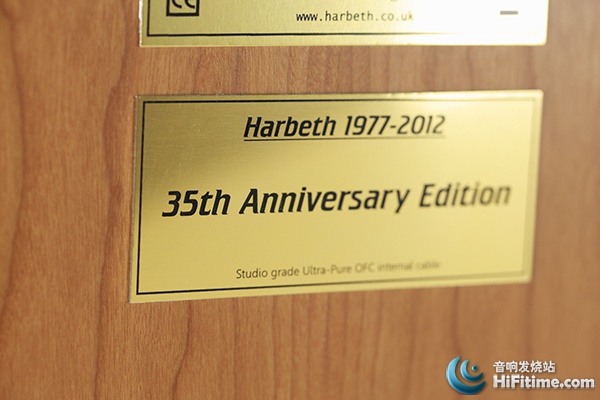 www.harbeth.co.uk
Harbeth 1977-2012
35th Anniversary Edition
Studio grade Ultra-Pure OFC internal cable
音响发烧站
HiFitime.com